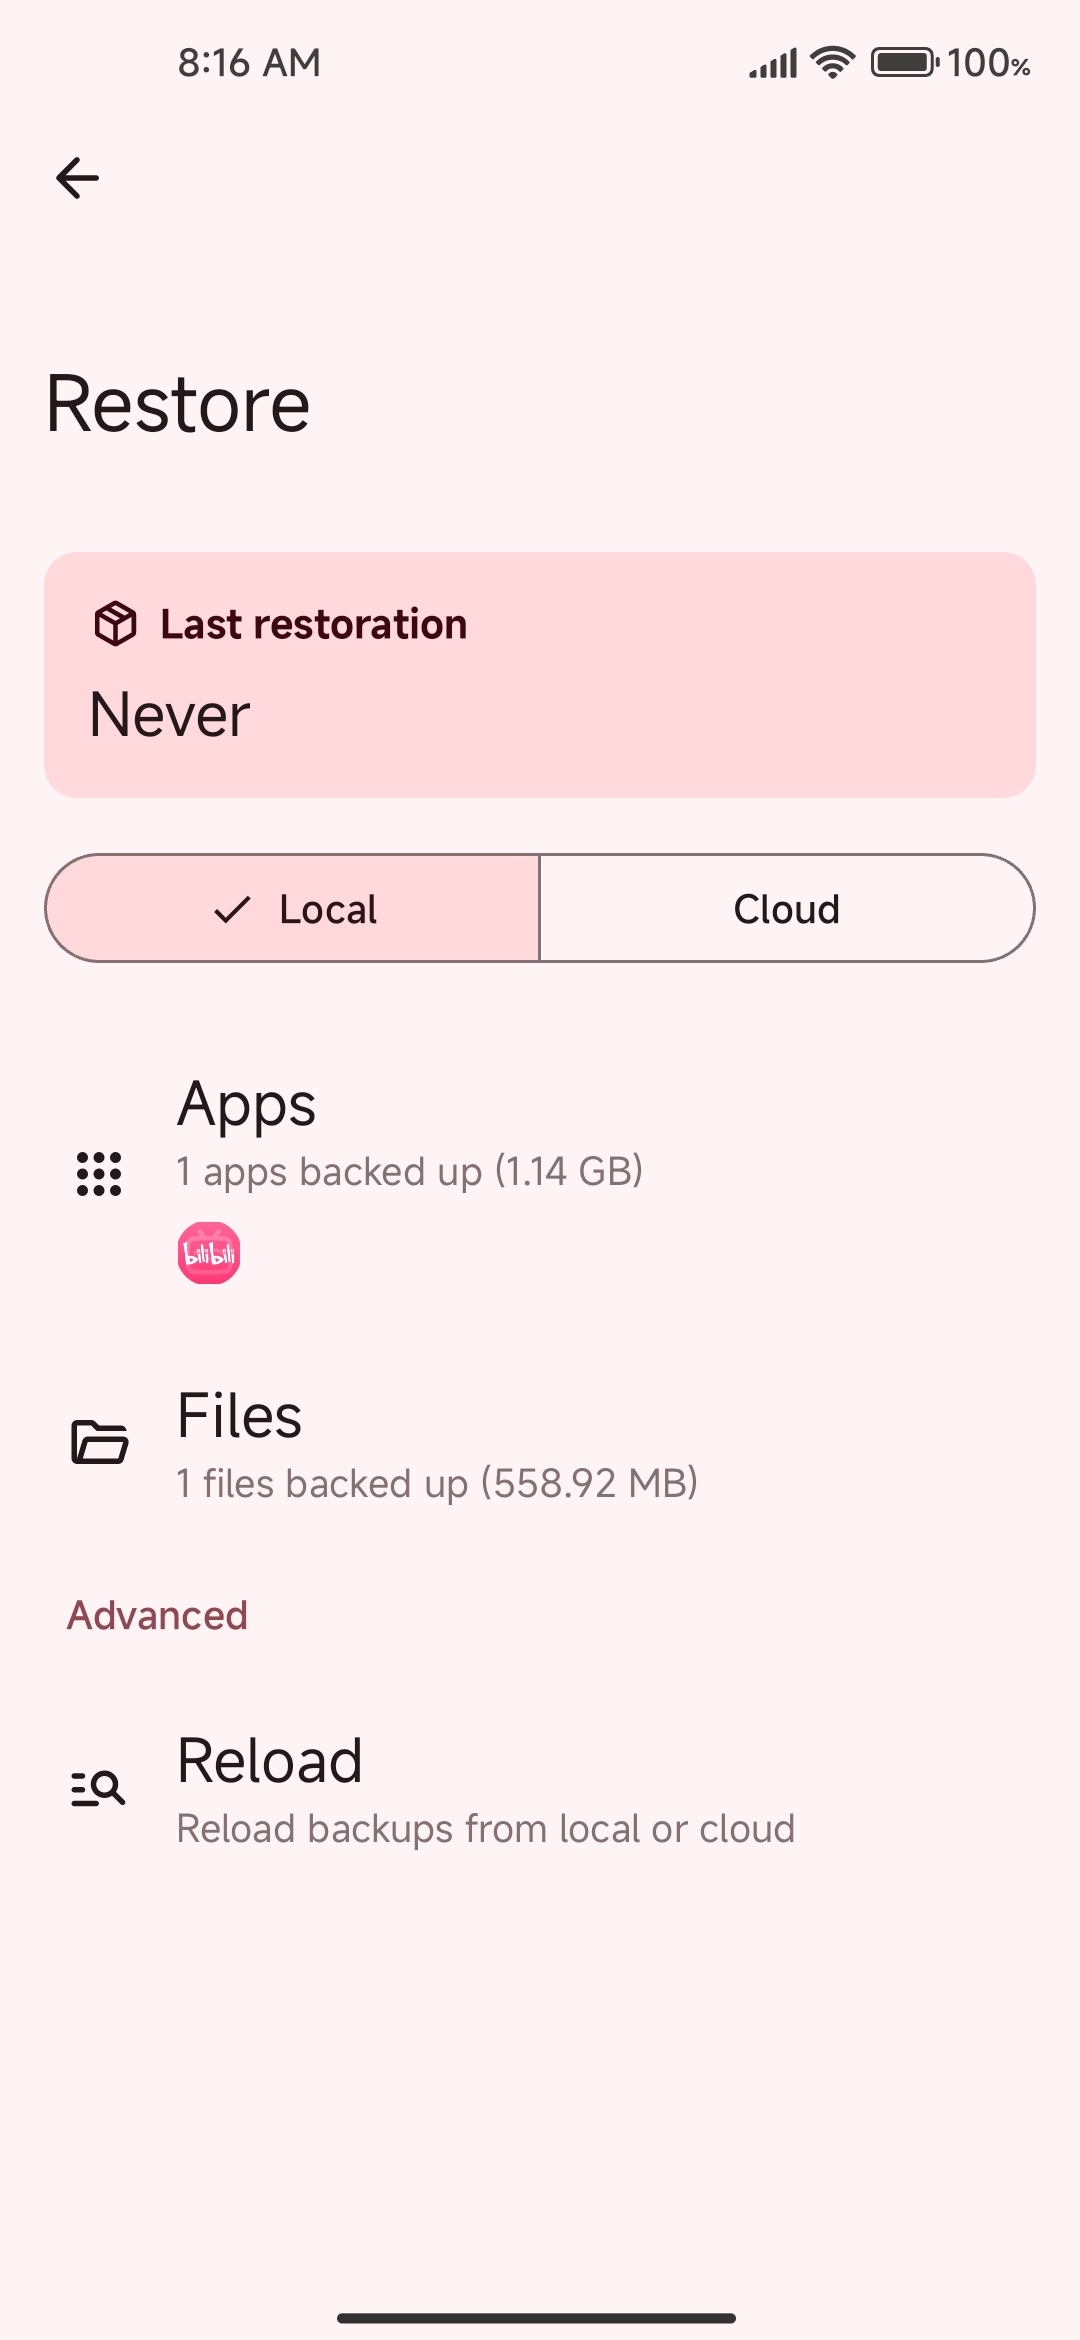 8:16 AM 100%
Restore
Last restoration
Never
Local Cloud
Apps
1 apps backed up (1.14 GB)
bilibili
Files
1 files backed up (558.92 MB)
Advanced
Reload
Reload backups from local or cloud